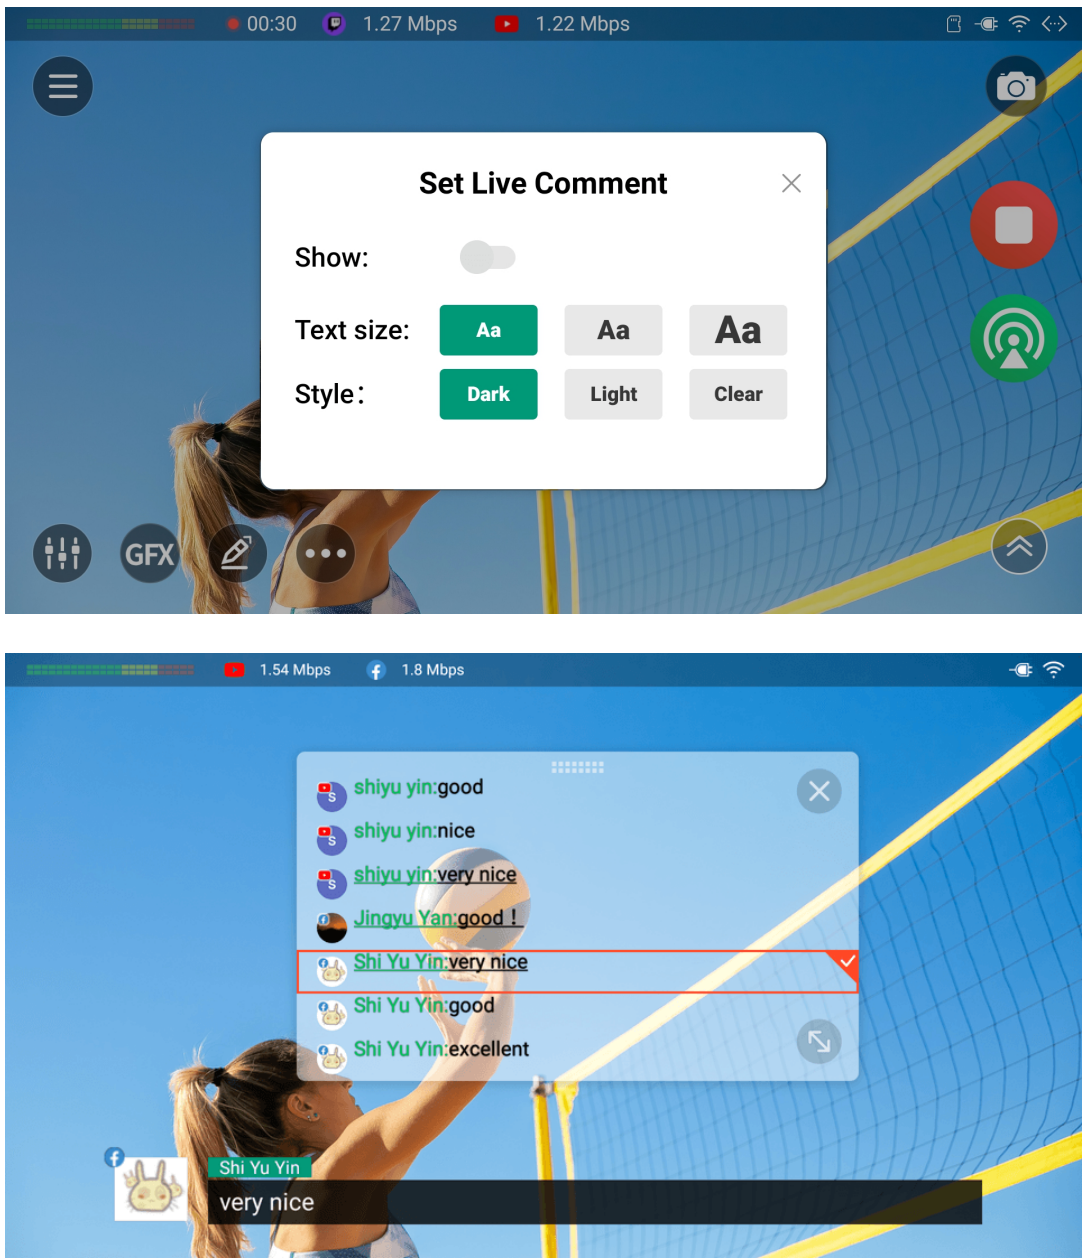 00:30 1.27 Mbps 1.22 Mbps
Set Live Comment
Show:
Text size: Aa Aa Aa
Style: Dark Light Clear
GFX
1.54 Mbps 1.8 Mbps
S shiyu yin:good
S shiyu yin:nice
S shiyu yin:very nice
Jingyu Yan:good！
Shi Yu Yin:very nice
Shi Yu Yin:good
Shi Yu Yin:excellent
Shi Yu Yin
very nice